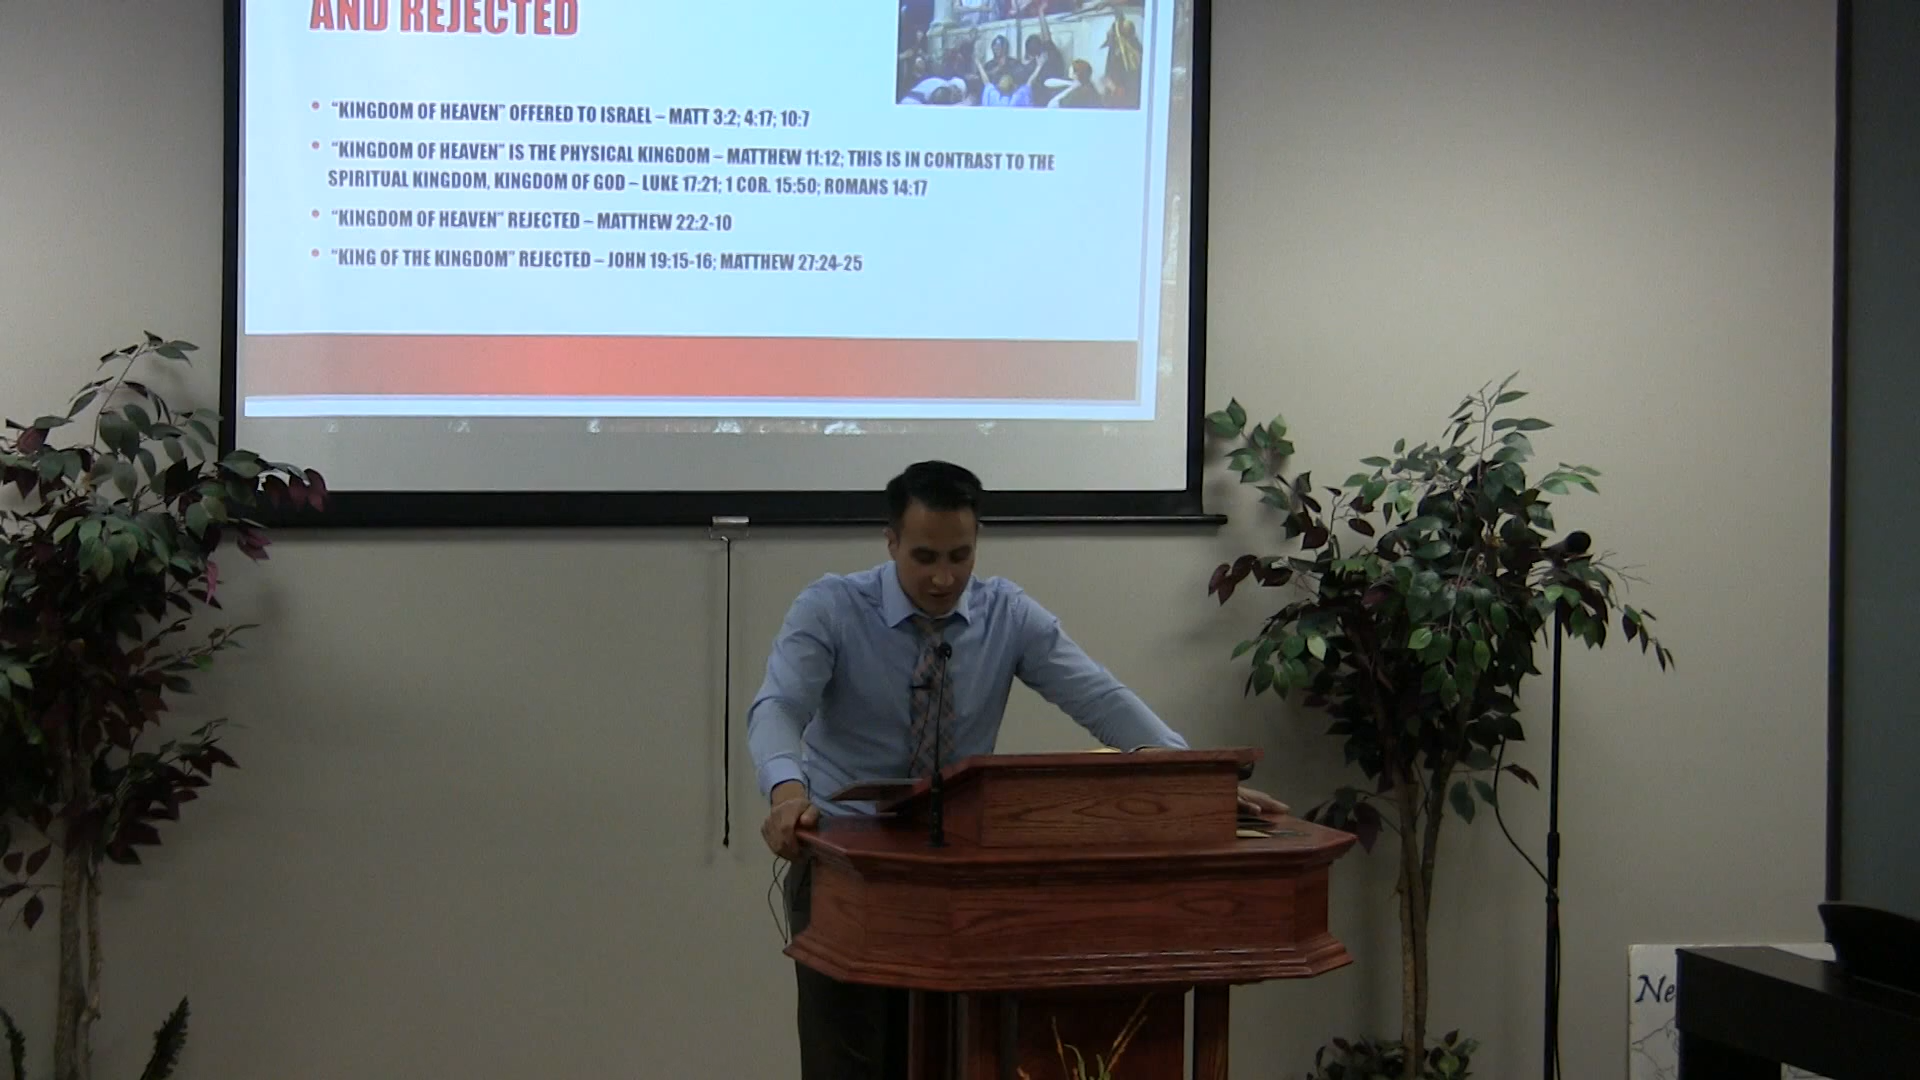 AND REJECTED
• "KINGDOM OF HEAVEN" OFFERED TO ISRAEL – MATT 3:2; 4:17; 10:7
• "KINGDOM OF HEAVEN" IS THE PHYSICAL KINGDOM – MATTHEW 11:12; THIS IS IN CONTRAST TO THE
SPIRITUAL KINGDOM, KINGDOM OF GOD – LUKE 17:21; 1 COR. 15:50; ROMANS 14:17
• "KINGDOM OF HEAVEN" REJECTED – MATTHEW 22:2-10
• "KING OF THE KINGDOM" REJECTED – JOHN 19:15-16; MATTHEW 27:24-25
Ne